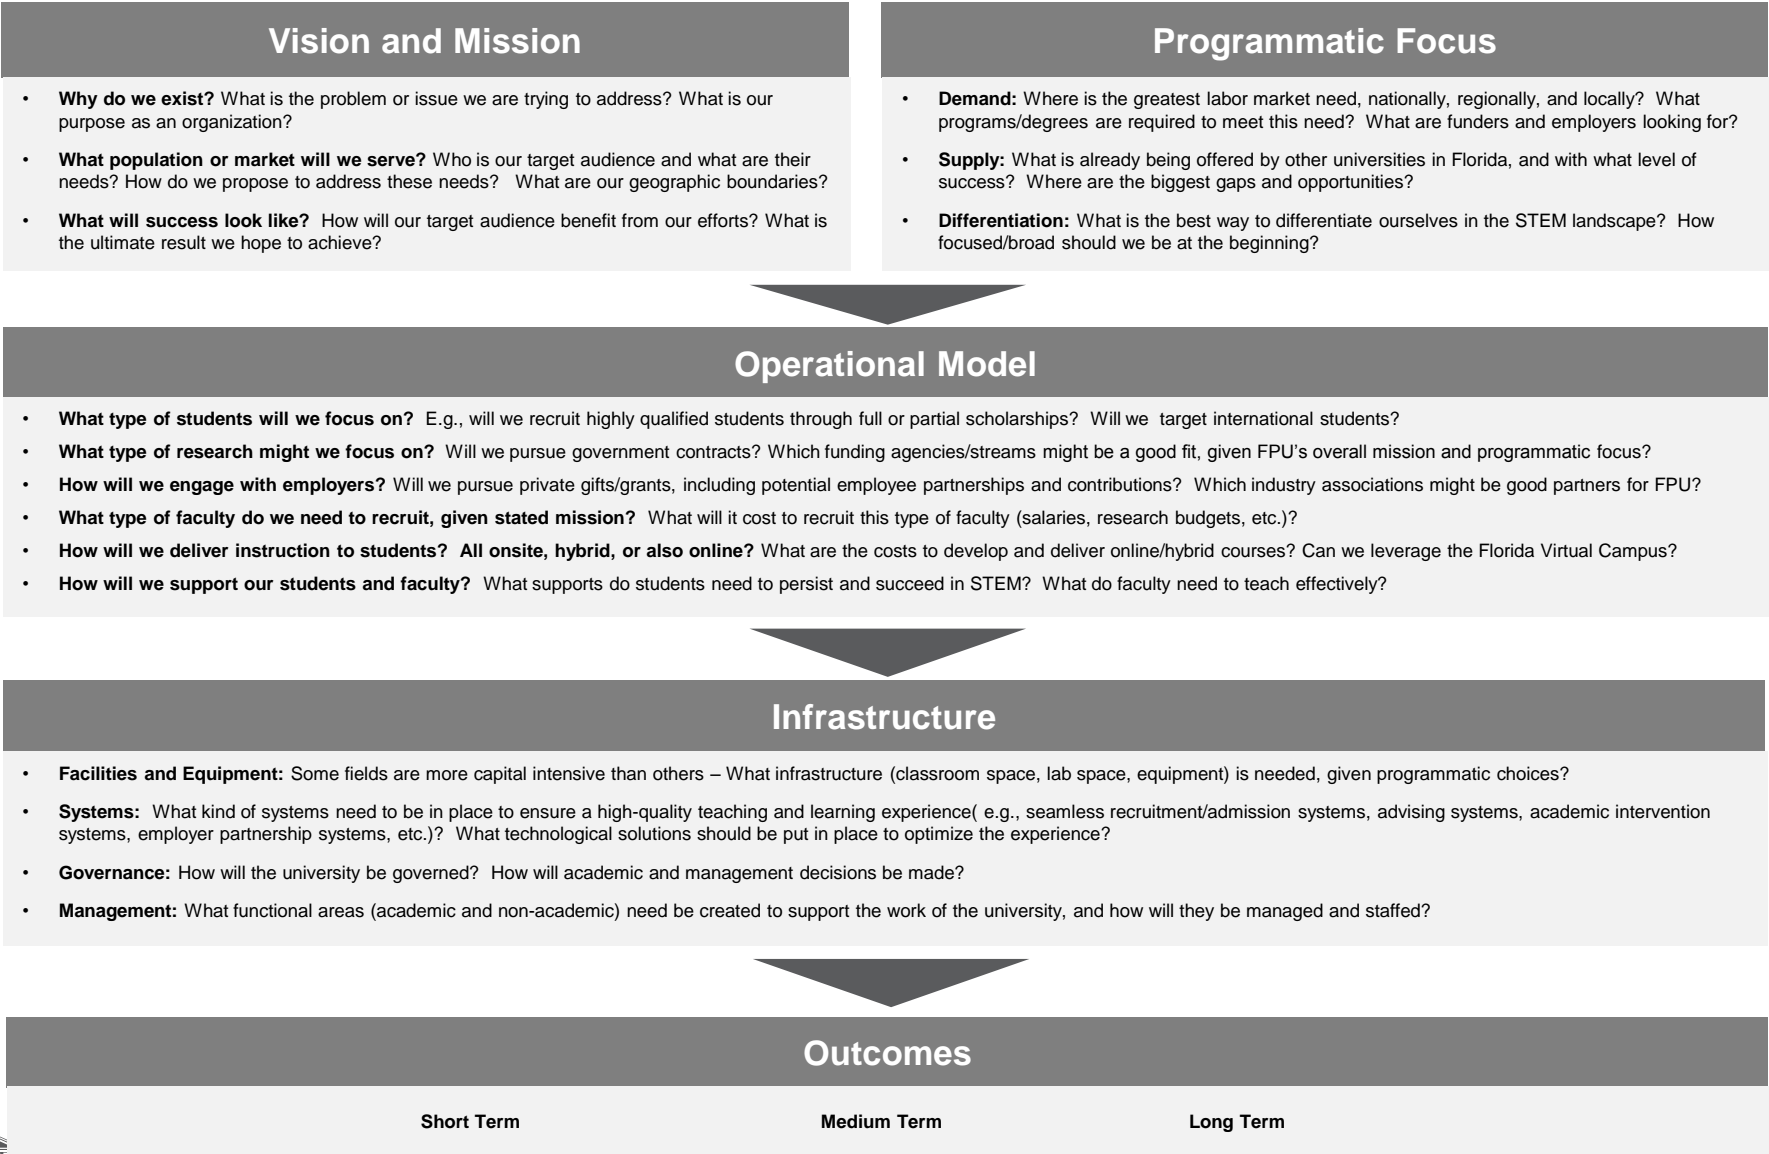 Vision and Mission
• Why do we exist? What is the problem or issue we are trying to address? What is our
purpose as an organization?
• What population or market will we serve? Who is our target audience and what are their
needs? How do we propose to address these needs? What are our geographic boundaries?
• What will success look like? How will our target audience benefit from our efforts? What is
the ultimate result we hope to achieve?
Programmatic Focus
• Demand: Where is the greatest labor market need, nationally, regionally, and locally? What
programs/degrees are required to meet this need? What are funders and employers looking for?
• Supply: What is already being offered by other universities in Florida, and with what level of
success? Where are the biggest gaps and opportunities?
• Differentiation: What is the best way to differentiate ourselves in the STEM landscape? How
focused/broad should we be at the beginning?
Operational Model
• What type of students will we focus on? E.g., will we recruit highly qualified students through full or partial scholarships? Will we target international students?
• What type of research might we focus on? Will we pursue government contracts? Which funding agencies/streams might be a good fit, given FPU's overall mission and programmatic focus?
• How will we engage with employers? Will we pursue private gifts/grants, including potential employee partnerships and contributions? Which industry associations might be good partners for FPU?
• What type of faculty do we need to recruit, given stated mission? What will it cost to recruit this type of faculty (salaries, research budgets, etc.)?
• How will we deliver instruction to students? All onsite, hybrid, or also online? What are the costs to develop and deliver online/hybrid courses? Can we leverage the Florida Virtual Campus?
• How will we support our students and faculty? What supports do students need to persist and succeed in STEM? What do faculty need to teach effectively?
Infrastructure
• Facilities and Equipment: Some fields are more capital intensive than others – What infrastructure (classroom space, lab space, equipment) is needed, given programmatic choices?
• Systems: What kind of systems need to be in place to ensure a high-quality teaching and learning experience( e.g., seamless recruitment/admission systems, advising systems, academic intervention
systems, employer partnership systems, etc.)? What technological solutions should be put in place to optimize the experience?
• Governance: How will the university be governed? How will academic and management decisions be made?
• Management: What functional areas (academic and non-academic) need be created to support the work of the university, and how will they be managed and staffed?
Outcomes
Short Term Medium Term Long Term